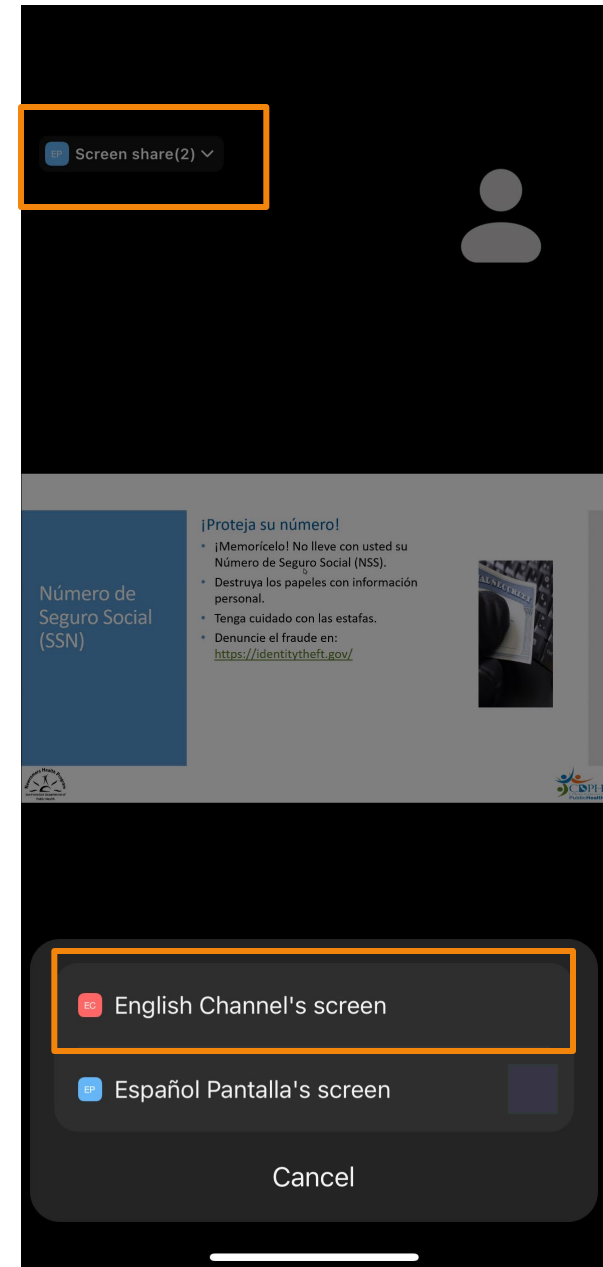 EP Screen share(2)
¡Proteja su número!
• ¡Memorícelo! No lleve con usted su
Número de Seguro Social (NSS).
• Destruya los papeles con información
personal.
• Tenga cuidado con las estafas.
• Denuncie el fraude en:
https://identitytheft.gov/
Número de
Seguro Social
(SSN)
EC English Channel's screen
EP Español Pantalla's screen
Cancel